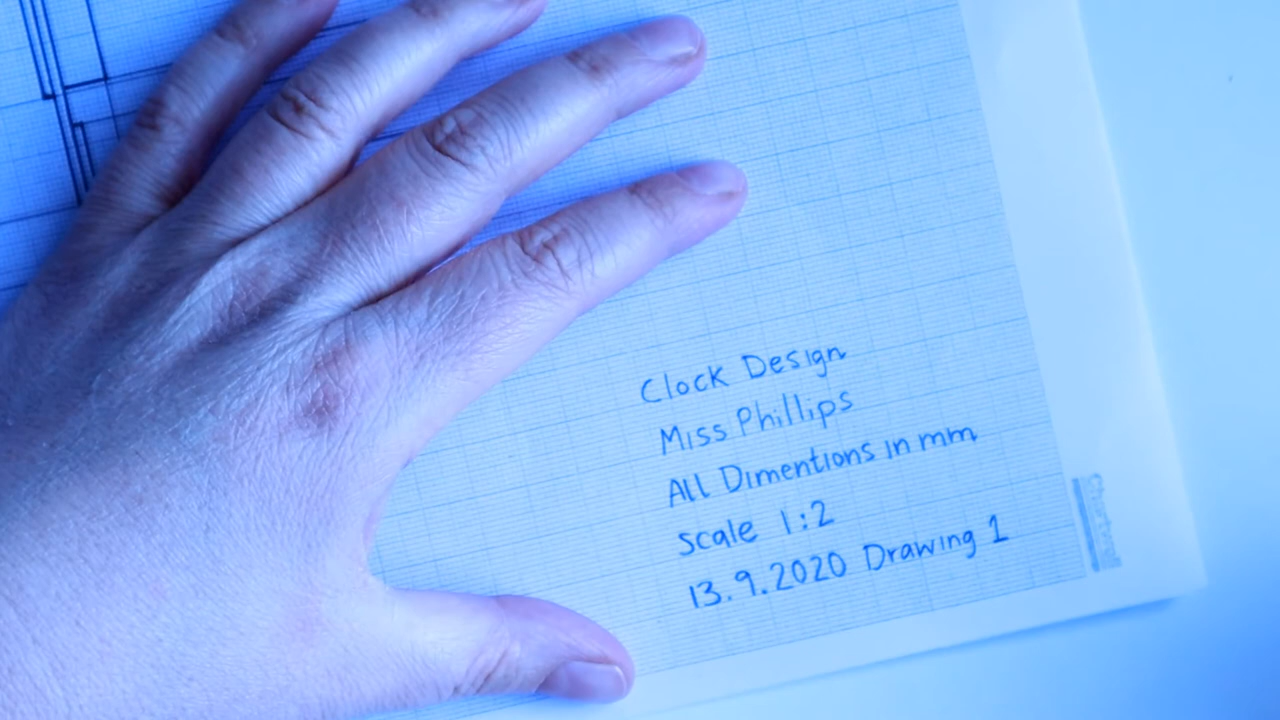 Clock Design
Miss Phillips
All Dimentions in mm
Scale 1:2
13.9.2020 Drawing 1